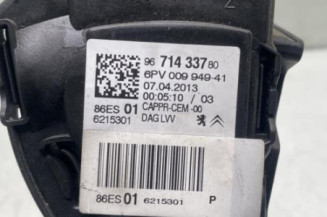 96 714 337 80
6PV 009 949-41
07.04.2013
00:05:10 / 03
86ES 01 CAPPR-CEM -00
6215301 DAG LVV
86ES 01 6215301 P